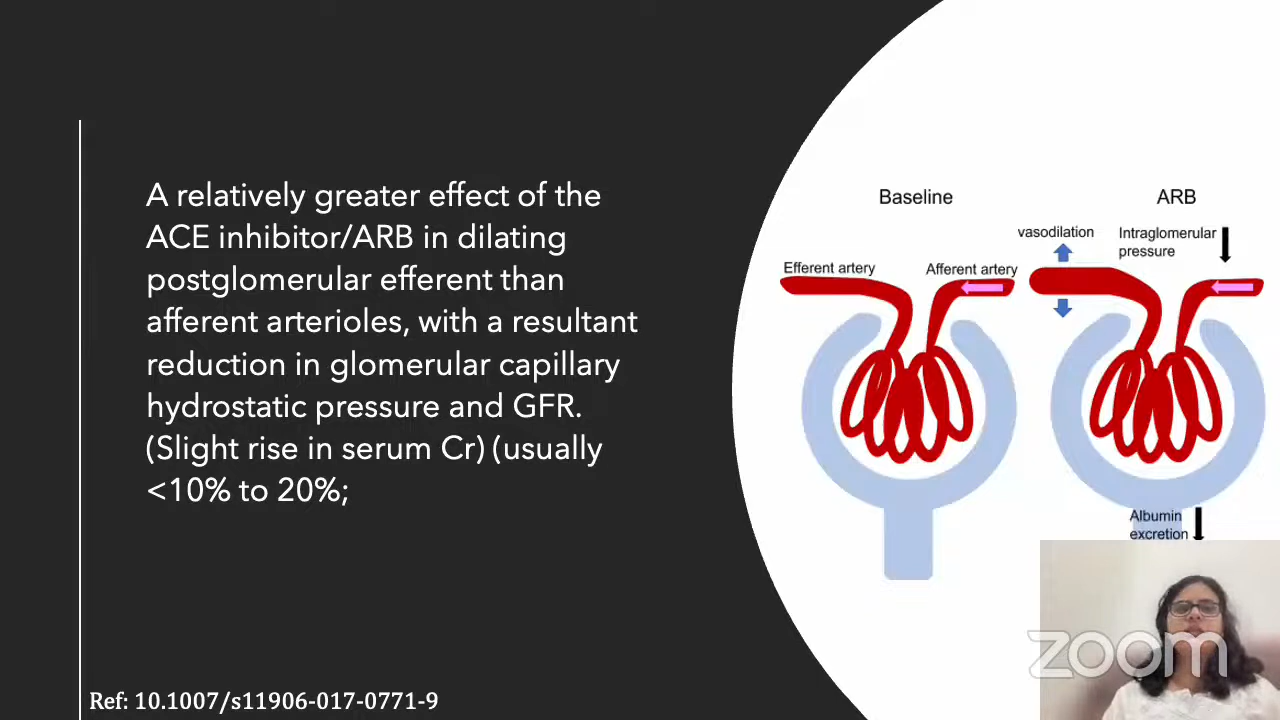 A relatively greater effect of the
ACE inhibitor/ARB in dilating
postglomerular efferent than
afferent arterioles, with a resultant
reduction in glomerular capillary
hydrostatic pressure and GFR.
(Slight rise in serum Cr) (usually
<10% to 20%;
Ref: 10.1007/s11906-017-0771-9
Baseline
ARB
vasodilation
Intraglomerular
pressure
Efferent artery
Afferent artery
Albumin
excretion
zoom